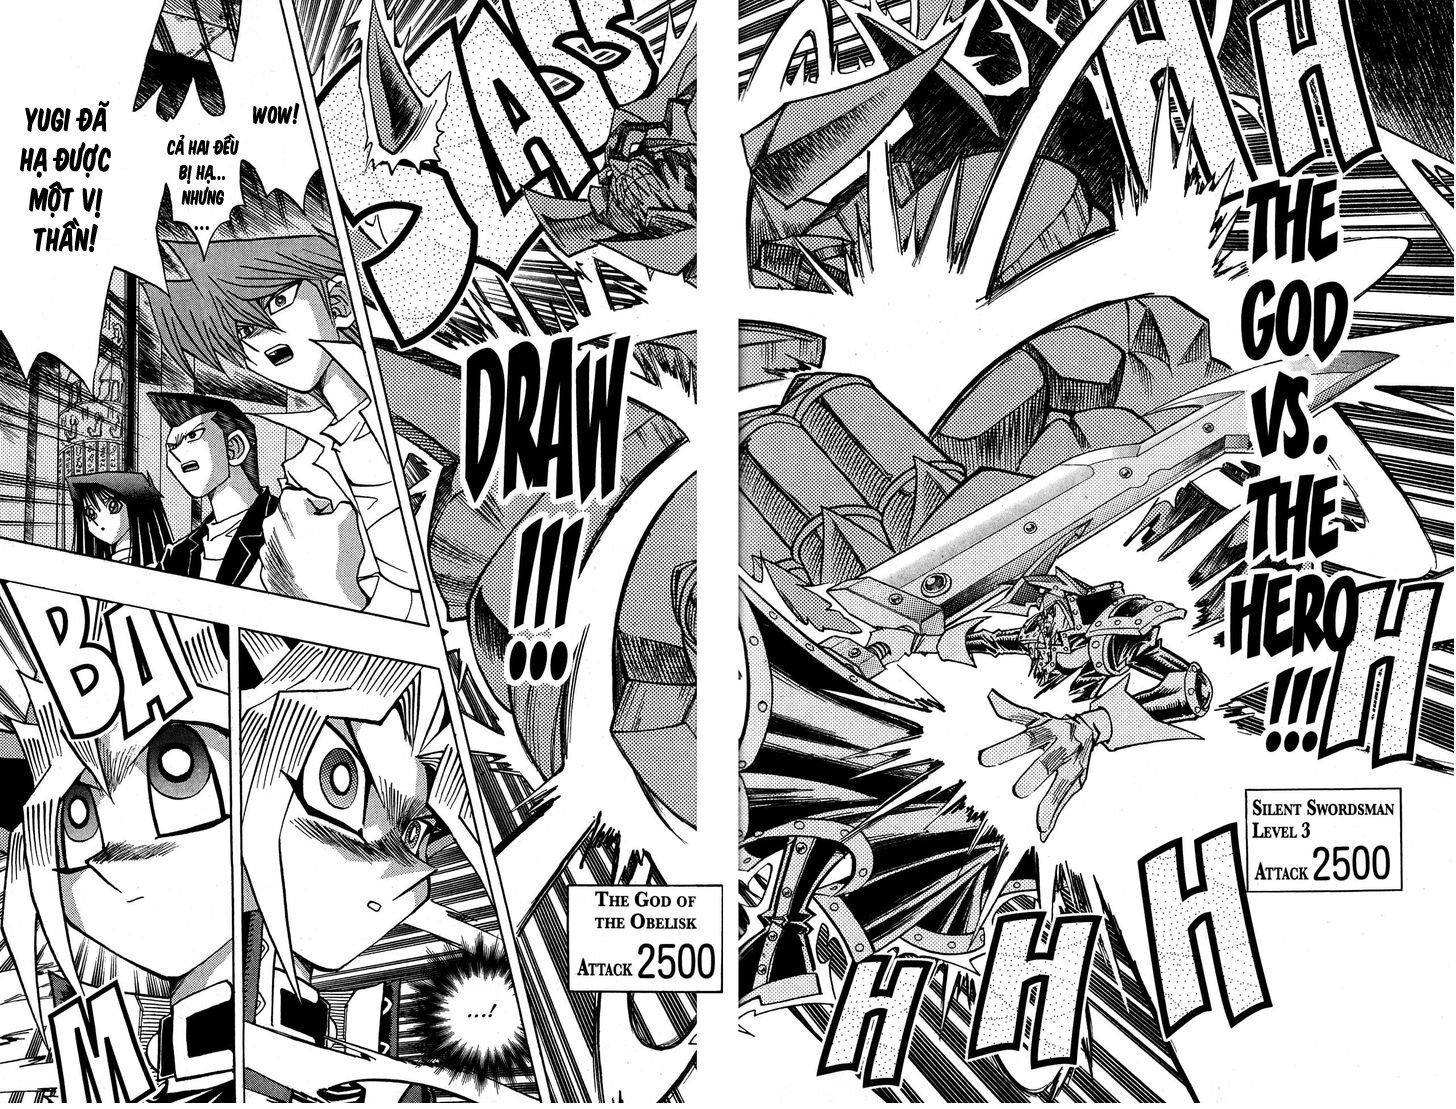 THE
GOD
VS.
THE
HERO
!!!
HHHHHH
SILENT SWORDSMAN
LEVEL 3
ATTACK 2500
DRAW
!!!
THE GOD OF
THE OBELISK
ATTACK 2500
WOW!
CẢ HAI ĐỀU
BỊ HẠ...
NHƯNG
...
YUGI ĐÃ
HẠ ĐƯỢC
MỘT VỊ
THẦN!
BA
M
...!